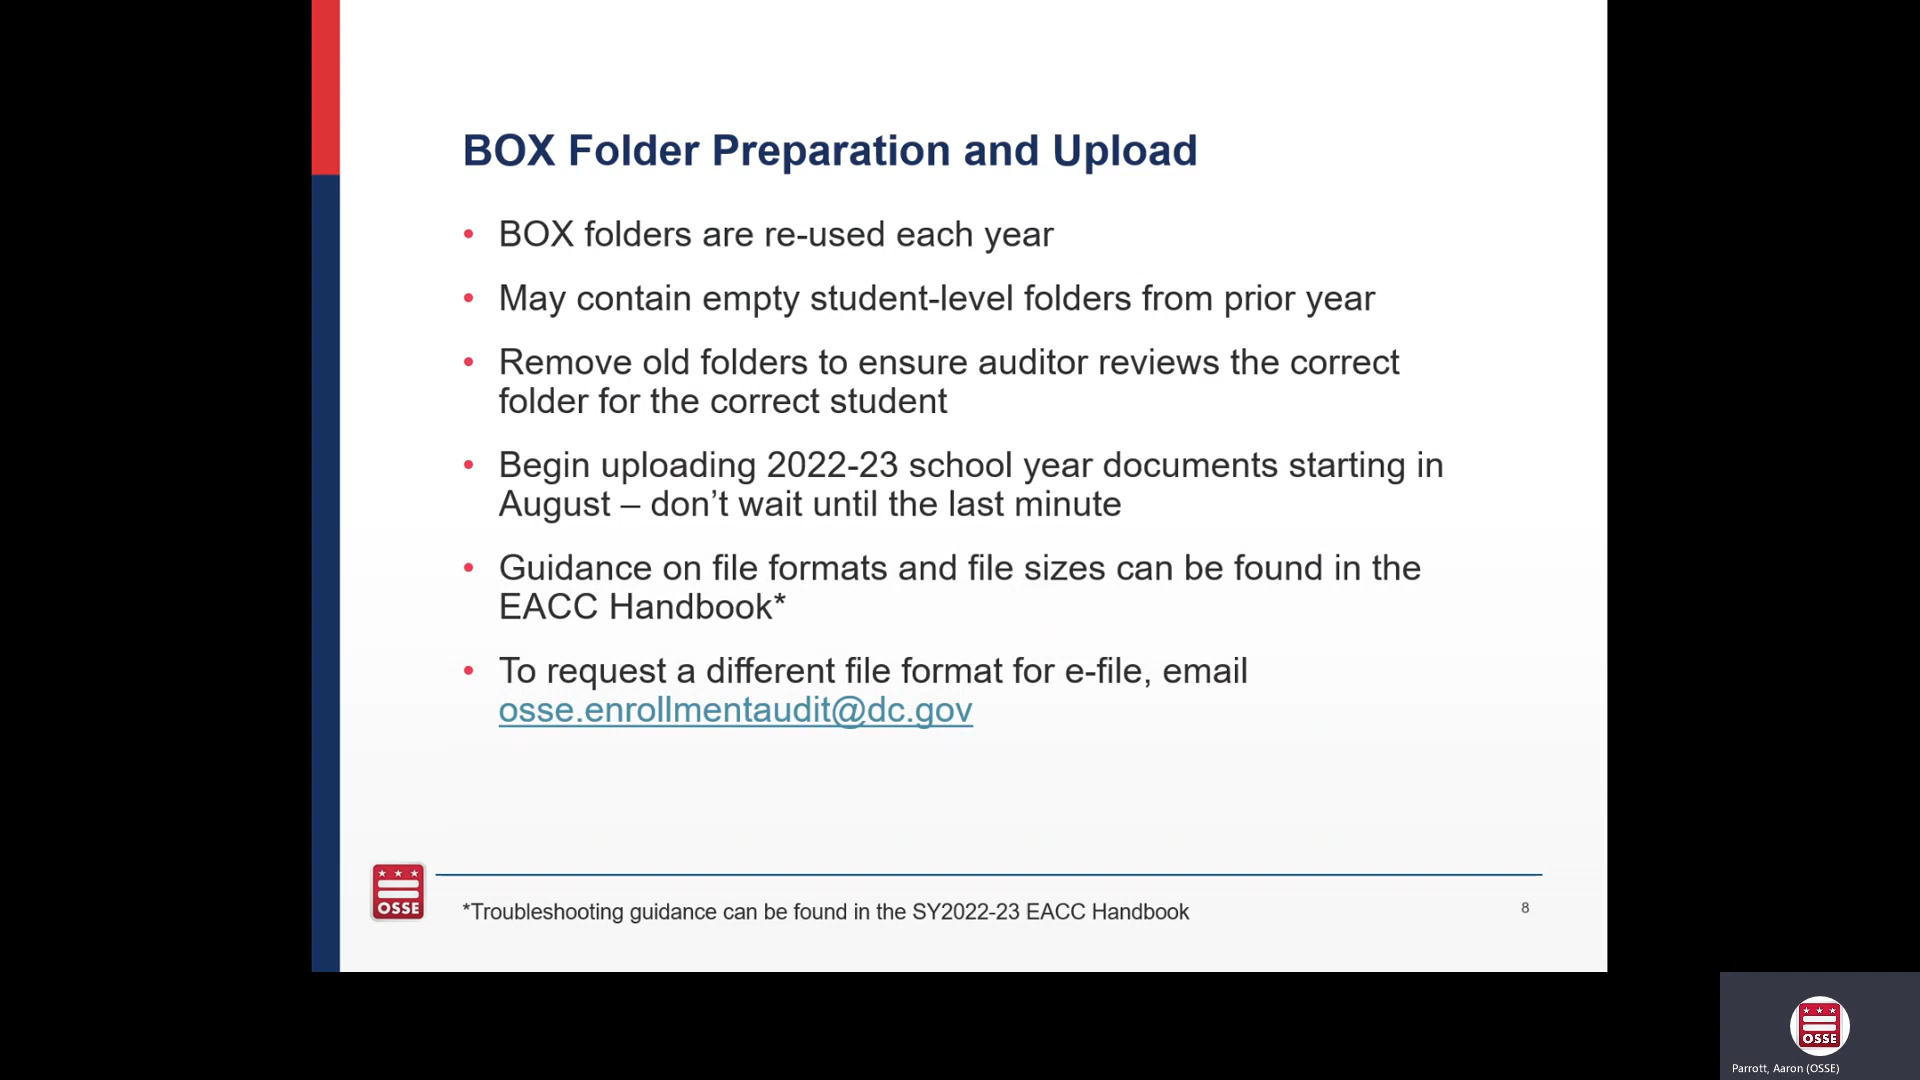 BOX Folder Preparation and Upload
• BOX folders are re-used each year
• May contain empty student-level folders from prior year
• Remove old folders to ensure auditor reviews the correct
folder for the correct student
• Begin uploading 2022-23 school year documents starting in
August – don’t wait until the last minute
• Guidance on file formats and file sizes can be found in the
EACC Handbook*
• To request a different file format for e-file, email
osse.enrollmentaudit@dc.gov
OSSE
*Troubleshooting guidance can be found in the SY2022-23 EACC Handbook
8
OSSE
Parrott, Aaron (OSSE)